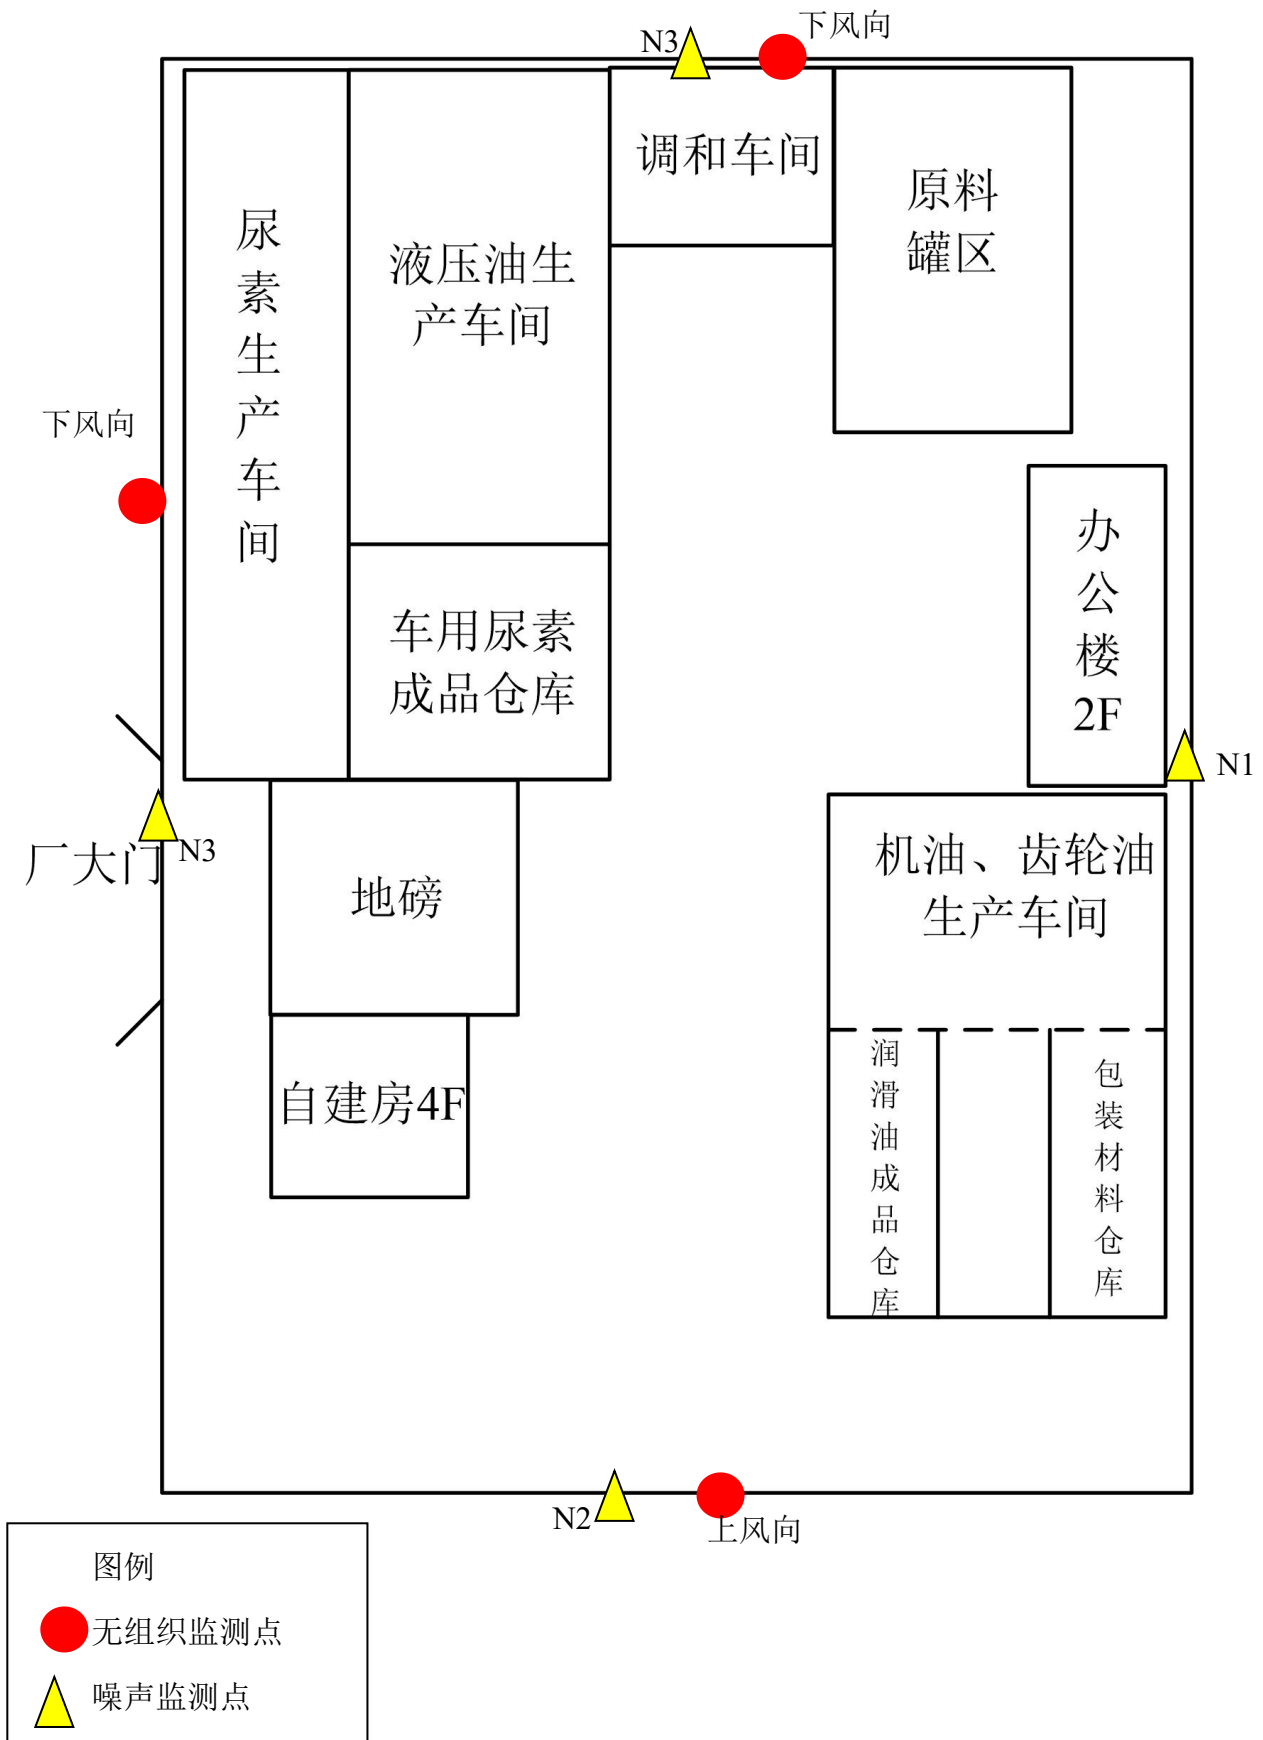 下风向
N3
调和车间
原料
罐区
尿
素
生
产
车
间
液压油生
产车间
下风向
办
公
楼
2F
车用尿素
成品仓库
N1
N3
厂大门
地磅
机油、齿轮油
生产车间
自建房4F
润
滑
油
成
品
仓
库
包
装
材
料
仓
库
N2
上风向
图例
无组织监测点
噪声监测点